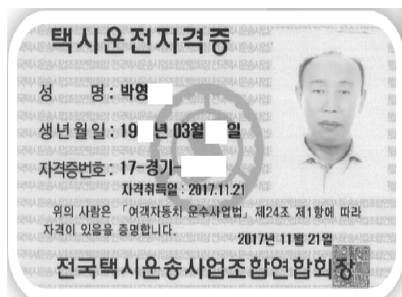 택시운전자격증
성 명 : 박영
생년월일 : 19 년 03월 일
자격증번호 : 17-경기-
자격취득일 : 2017.11.21
위의 사람은 「여객자동차 운수사업법」 제24조 제1항에 따라
자격이 있음을 증명합니다.
2017년 11월 21일
전국택시운송사업조합연합회장